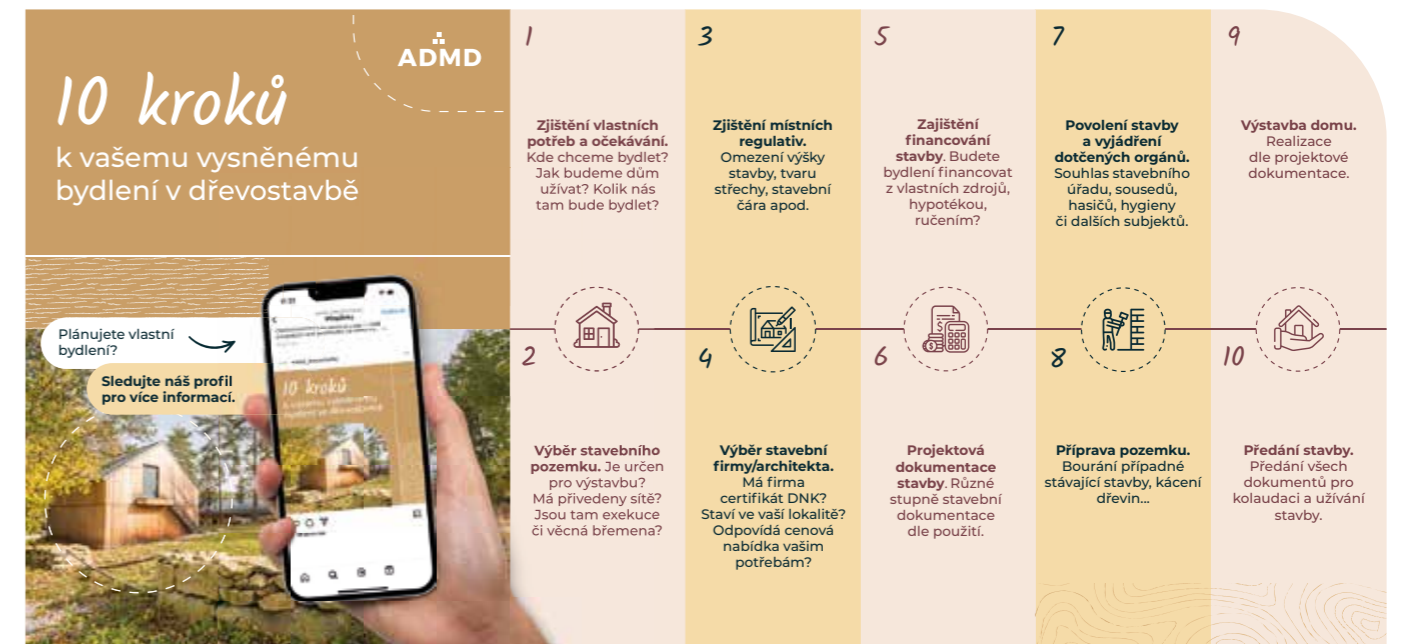 ADMD
10 kroků
k vašemu vysněnému
bydlení v dřevostavbě
Plánujete vlastní
bydlení?
Sledujte náš profil
pro více informací.
10 kroků
1
Zjištění vlastních
potřeb a očekávání.
Kde chceme bydlet?
Jak budeme dům
užívat? Kolik nás
tam bude bydlet?
2
Výběr stavebního
pozemku. Je určen
pro výstavbu?
Má přivedeny sítě?
Jsou tam exekuce
či věcná břemena?
3
Zjištění místních
regulativ.
Omezení výšky
stavby, tvaru
střechy, stavební
čára apod.
4
Výběr stavební
firmy/architekta.
Má firma
certifikát DNK?
Staví ve vaší lokalitě?
Odpovídá cenová
nabídka vašim
potřebám?
5
Zajištění
financování
stavby. Budete
bydlení financovat
z vlastních zdrojů,
hypotékou,
ručením?
6
Projektová
dokumentace
stavby. Různé
stupně stavební
dokumentace
dle použití.
7
Povolení stavby
a vyjádření
dotčených orgánů.
Souhlas stavebního
úřadu, sousedů,
hasičů, hygieny
či dalších subjektů.
8
Příprava pozemku.
Bourání případné
stávající stavby, kácení
dřevin...
9
Výstavba domu.
Realizace
dle projektové
dokumentace.
10
Předání stavby.
Předání všech
dokumentů pro
kolaudaci a užívání
stavby.